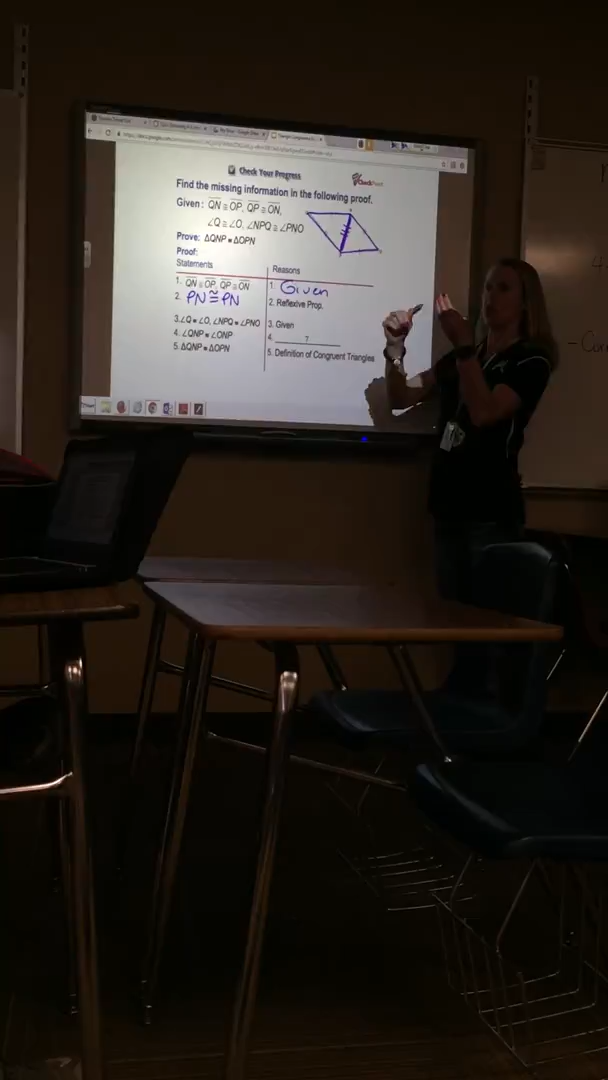 Check Your Progress
CheckPoint
Find the missing information in the following proof.
Given: QN ≅ OP, QP ≅ ON,
∠Q ≅ ∠O, ∠NPQ ≅ ∠PNO
Prove: ΔQNP ≅ ΔOPN
Proof:
Statements
Reasons
1. QN ≅ OP, QP ≅ ON
1. Given
2. PN ≅ PN
2. Reflexive Prop.
3. ∠Q ≅ ∠O, ∠NPQ ≅ ∠PNO
3. Given
4. ∠QNP ≅ ∠ONP
4. ?
5. ΔQNP ≅ ΔOPN
5. Definition of Congruent Triangles